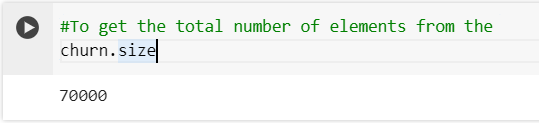 #To get the total number of elements from the
churn.size
70000